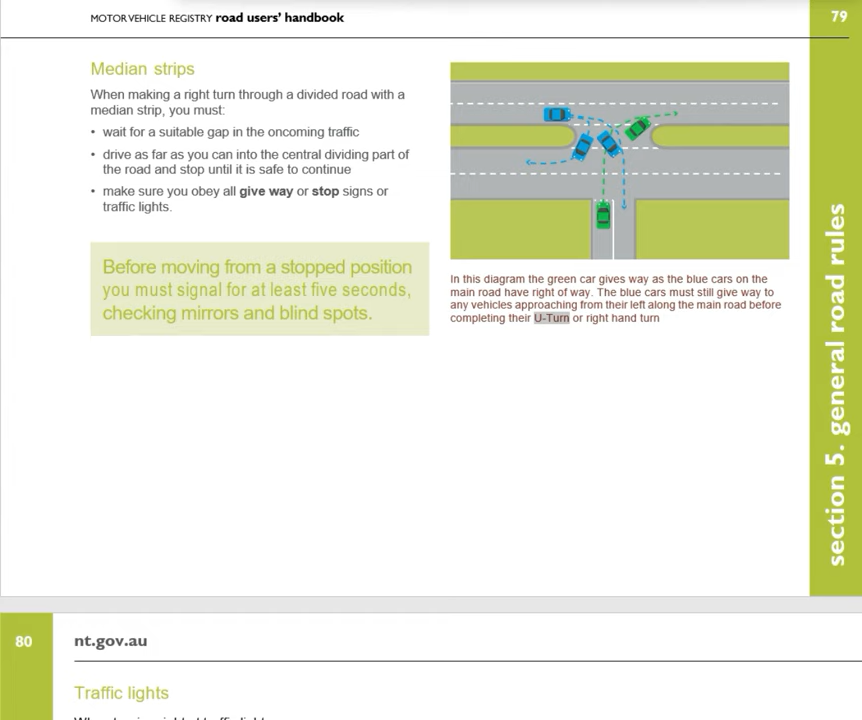 MOTOR VEHICLE REGISTRY road users' handbook
79
Median strips
When making a right turn through a divided road with a
median strip, you must:
• wait for a suitable gap in the oncoming traffic
• drive as far as you can into the central dividing part of
the road and stop until it is safe to continue
• make sure you obey all give way or stop signs or
traffic lights.
Before moving from a stopped position
you must signal for at least five seconds,
checking mirrors and blind spots.
In this diagram the green car gives way as the blue cars on the
main road have right of way. The blue cars must still give way to
any vehicles approaching from their left along the main road before
completing their U-Turn or right hand turn
section 5. general road rules
80
nt.gov.au
Traffic lights